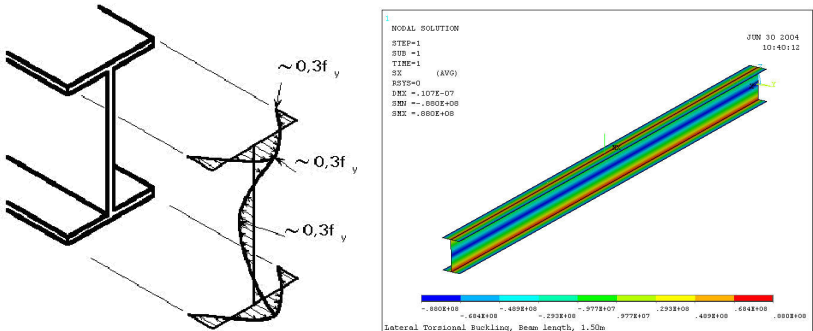 ~0,3f y
~0,3f y
~0,3f y
1
NODAL SOLUTION
STEP=1
SUB =1
TIME=1
SX (AVG)
RSYS=0
DMX =.107E-07
SMN =-.880E+08
SMX =.880E+08
JUN 30 2004
10:40:12
Z
Y
MX
-.880E+08 -.489E+08 -.977E+07 .293E+08 .684E+08
-.684E+08 -.293E+08 .977E+07 .489E+08 .880E+08
Lateral Torsional Buckling, Beam length, 1.50m